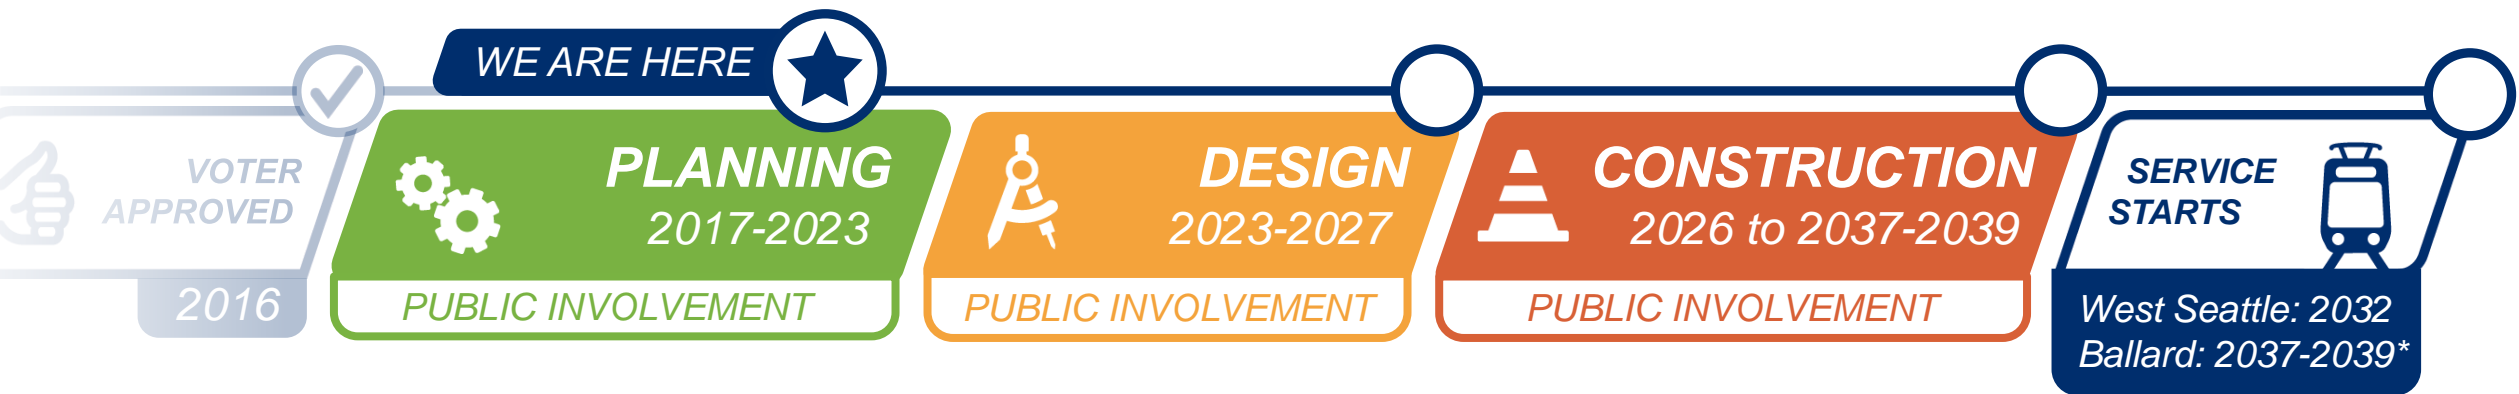 WE ARE HERE
VOTER
APPROVED
2016
PLANNING
2017-2023
PUBLIC INVOLVEMENT
DESIGN
2023-2027
PUBLIC INVOLVEMENT
CONSTRUCTION
2026 to 2037-2039
PUBLIC INVOLVEMENT
SERVICE
STARTS
West Seattle: 2032
Ballard: 2037-2039*